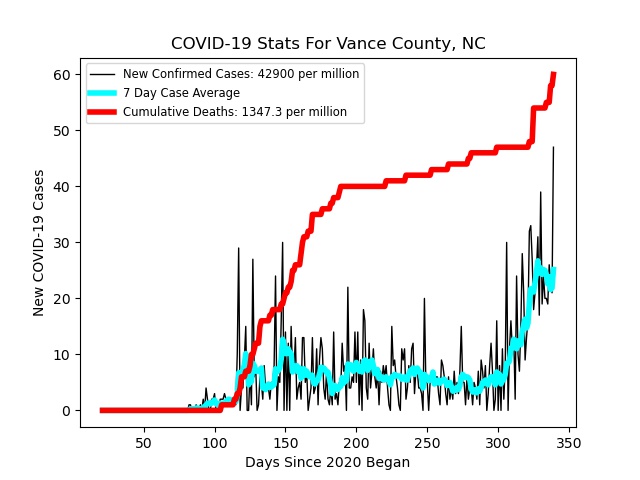 COVID-19 Stats For Vance County, NC
New Confirmed Cases: 42900 per million
7 Day Case Average
Cumulative Deaths: 1347.3 per million
New COVID-19 Cases
60
50
40
30
20
10
0
50 100 150 200 250 300 350
Days Since 2020 Began